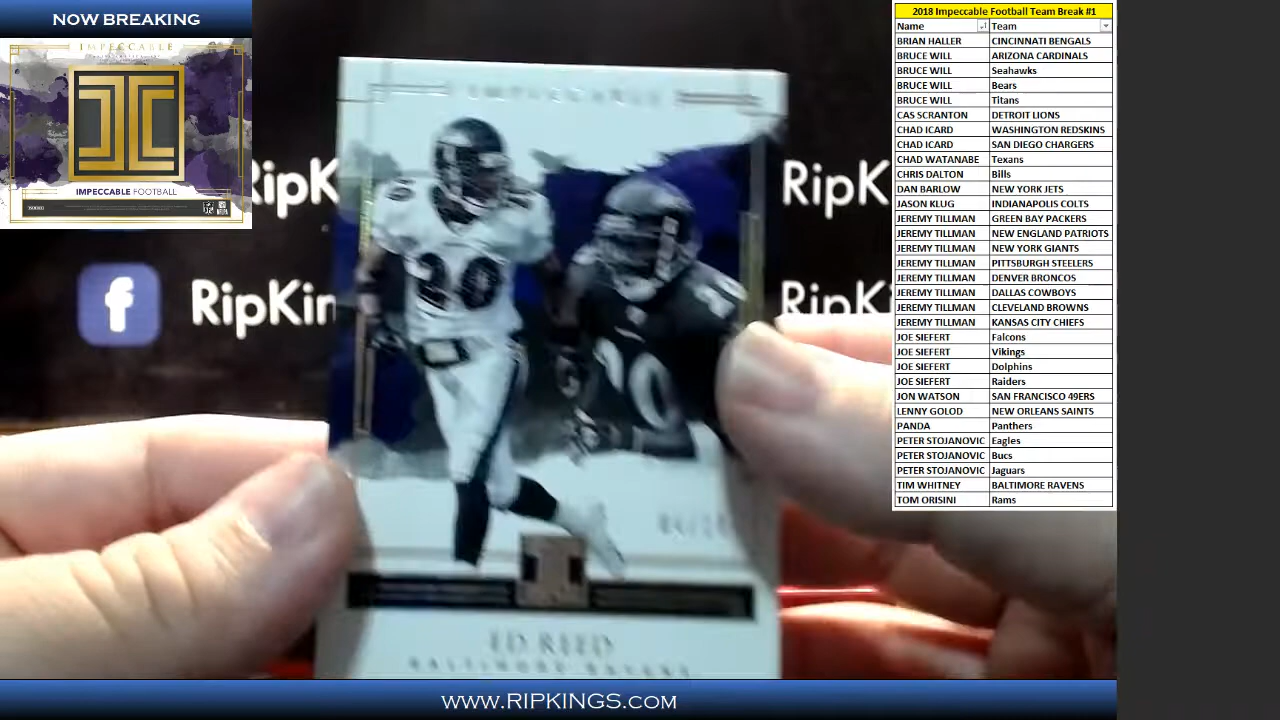 NOW BREAKING
IMPECCABLE
IMPECCABLE FOOTBALL
2018 Impeccable Football Team Break #1
Name Team
BRIAN HALLER CINCINNATI BENGALS
BRUCE WILL ARIZONA CARDINALS
BRUCE WILL Seahawks
BRUCE WILL Bears
BRUCE WILL Titans
CAS SCRANTON DETROIT LIONS
CHAD ICARD WASHINGTON REDSKINS
CHAD ICARD SAN DIEGO CHARGERS
CHAD WATANABE Texans
CHRIS DALTON Bills
DAN BARLOW NEW YORK JETS
JASON KLUG INDIANAPOLIS COLTS
JEREMY TILLMAN GREEN BAY PACKERS
JEREMY TILLMAN NEW ENGLAND PATRIOTS
JEREMY TILLMAN NEW YORK GIANTS
JEREMY TILLMAN PITTSBURGH STEELERS
JEREMY TILLMAN DENVER BRONCOS
JEREMY TILLMAN DALLAS COWBOYS
JEREMY TILLMAN CLEVELAND BROWNS
JEREMY TILLMAN KANSAS CITY CHIEFS
JOE SIEFERT Falcons
JOE SIEFERT Vikings
JOE SIEFERT Dolphins
JOE SIEFERT Raiders
JON WATSON SAN FRANCISCO 49ERS
LENNY GOLOD NEW ORLEANS SAINTS
PANDA Panthers
PETER STOJANOVIC Eagles
PETER STOJANOVIC Bucs
PETER STOJANOVIC Jaguars
TIM WHITNEY BALTIMORE RAVENS
TOM ORISINI Rams
IMPECCABLE
RipK
f RipKin
RipKi
20
20
ED REED
BALTIMORE RAVENS
WWW.RIPKINGS.COM